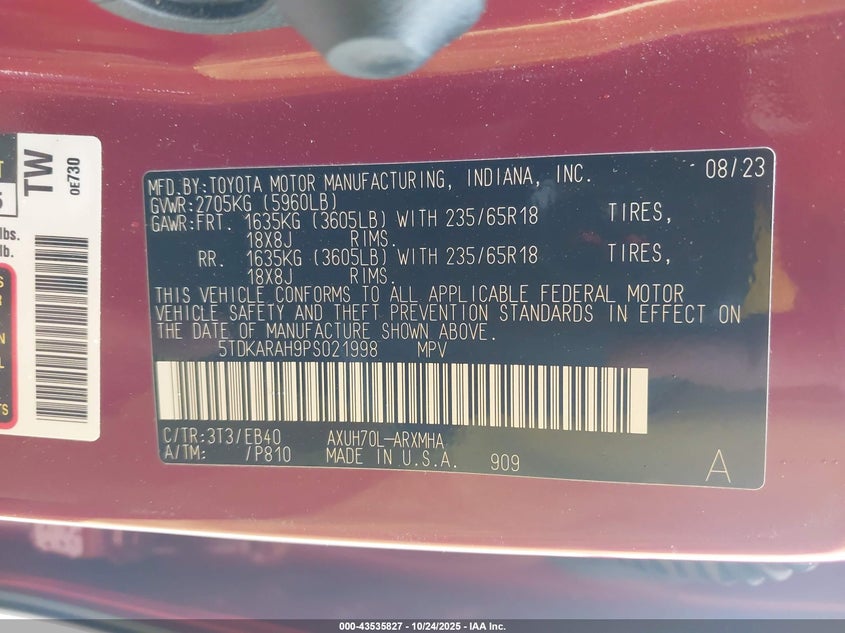 TW
0E730
5
lbs.
lb.
MFD.BY:TOYOTA MOTOR MANUFACTURING, INDIANA, INC. 08/23
GVWR:2705KG (5960LB)
GAWR:FRT. 1635KG (3605LB) WITH 235/65R18 TIRES,
18X8J RIMS.
RR. 1635KG (3605LB) WITH 235/65R18 TIRES,
18X8J RIMS.
THIS VEHICLE CONFORMS TO ALL APPLICABLE FEDERAL MOTOR
VEHICLE SAFETY AND THEFT PREVENTION STANDARDS IN EFFECT ON
THE DATE OF MANUFACTURE SHOWN ABOVE.
5TDKARAH9PS021998 MPV
C/TR:3T3/EB40 AXUH70L-ARXMHA
A/TM: /P810 MADE IN U.S.A. 909 A
000-43535827 - 10/24/2025 - IAA Inc.